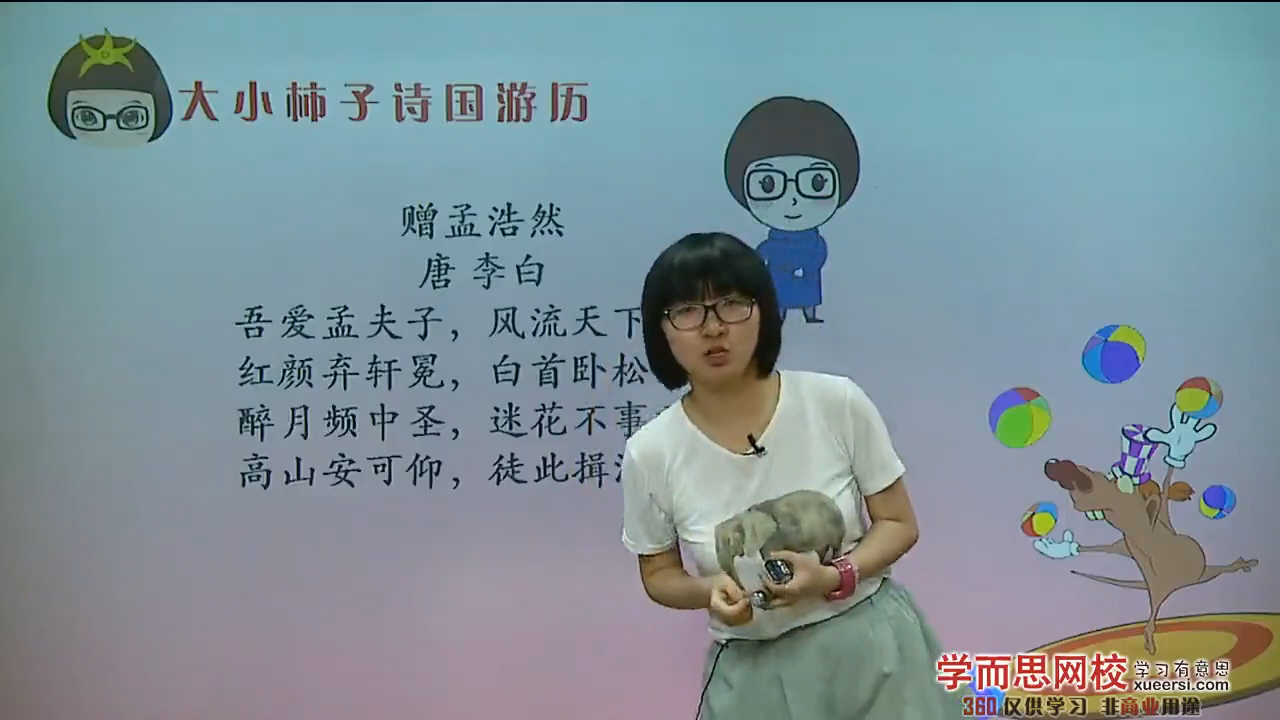 大小柿子诗国游历
赠孟浩然
唐 李白
吾爱孟夫子，风流天下
红颜弃轩冕，白首卧松
醉月频中圣，迷花不事
高山安可仰，徒此揖
学而思网校 学习有意思
xueersi.com
360 仅供学习 非商业用途